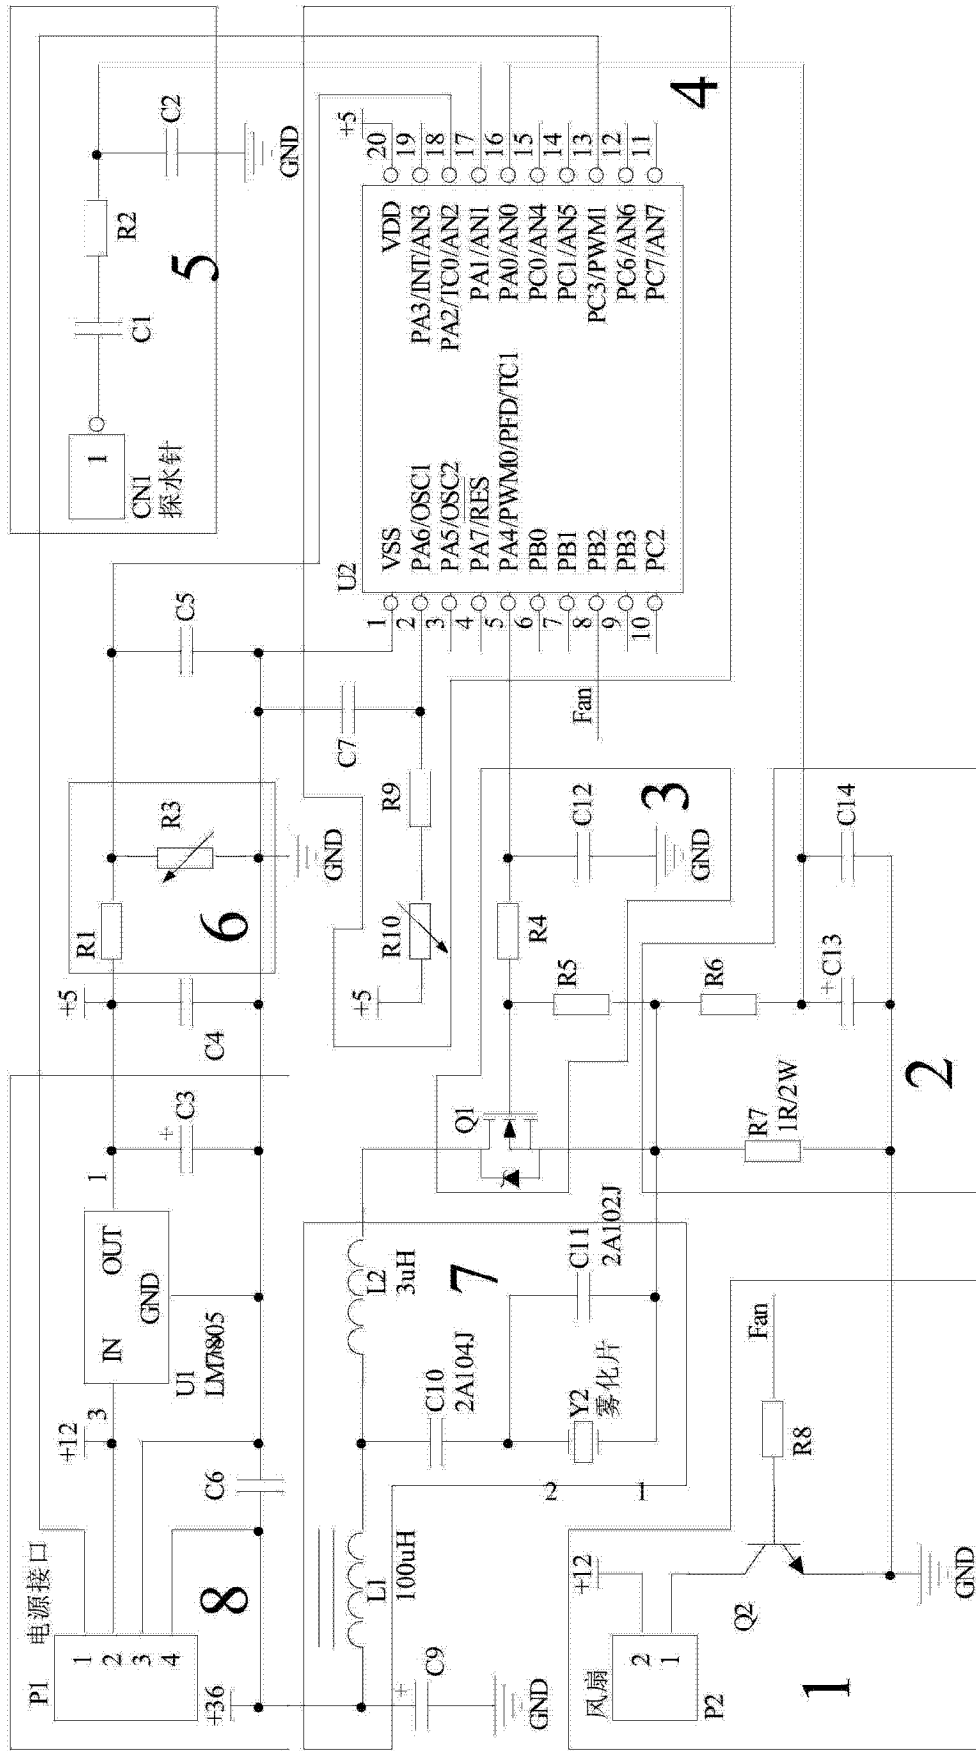 电源接口
P1
1
2
3
4
+36
8
+12
3
IN
OUT
GND
1
U1
LM7805
C6
C3
+
+5
C4
R1
R3
6
GND
C5
CN1
探水针
1
C1
R2
C2
GND
5
C9
+
GND
L1
100uH
L2
3uH
C10
2A104J
7
Y2
雾化片
2
1
C11
2A102J
Q1
R5
R4
C12
GND
3
+5
R10
R9
C7
U2
1
2
3
4
5
6
7
8
9
10
Fan
VSS
PA6/OSC1
PA5/OSC2
PA7/RES
PA4/PWM0/PFD/TC1
PB0
PB1
PB2
PB3
PC2
VDD
PA3/INT/AN3
PA2/TC0/AN2
PA1/AN1
PA0/AN0
PC0/AN4
PC1/AN5
PC3/PWM1
PC6/AN6
PC7/AN7
+5
20
19
18
17
16
15
14
13
12
11
4
风扇
P2
2
1
+12
Q2
R8
Fan
GND
1
R7
1R/2W
R6
C13
+
C14
2